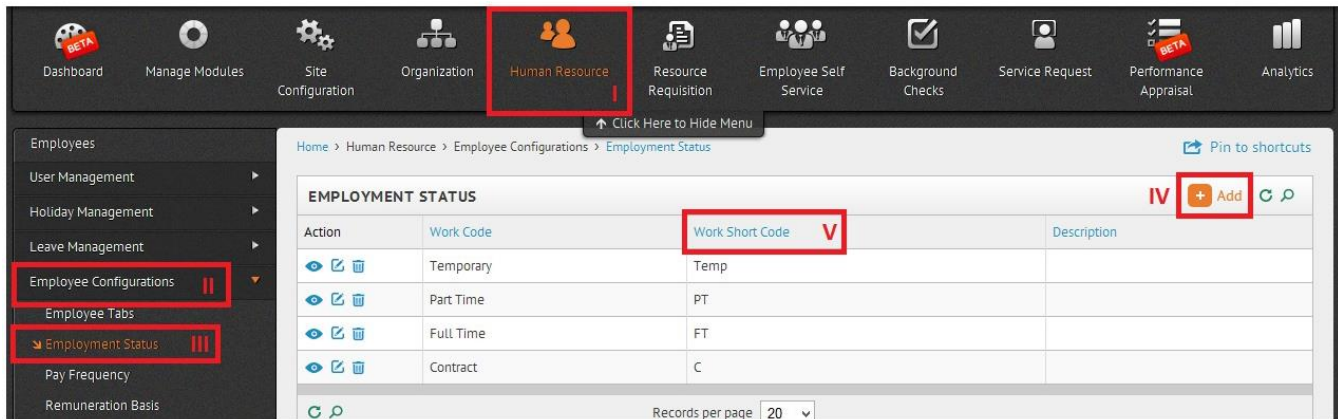 BETA
BETA
Dashboard
Manage Modules
Site Configuration
Organization
Human Resource
I
Resource Requisition
Employee Self Service
Background Checks
Service Request
Performance Appraisal
Analytics
Click Here to Hide Menu
Employees
User Management
Holiday Management
Leave Management
Employee Configurations II
Employee Tabs
Employment Status III
Pay Frequency
Remuneration Basis
Home > Human Resource > Employee Configurations > Employment Status
Pin to shortcuts
EMPLOYMENT STATUS
IV + Add
Action Work Code Work Short Code V Description
Temporary Temp
Part Time PT
Full Time FT
Contract C
Records per page 20